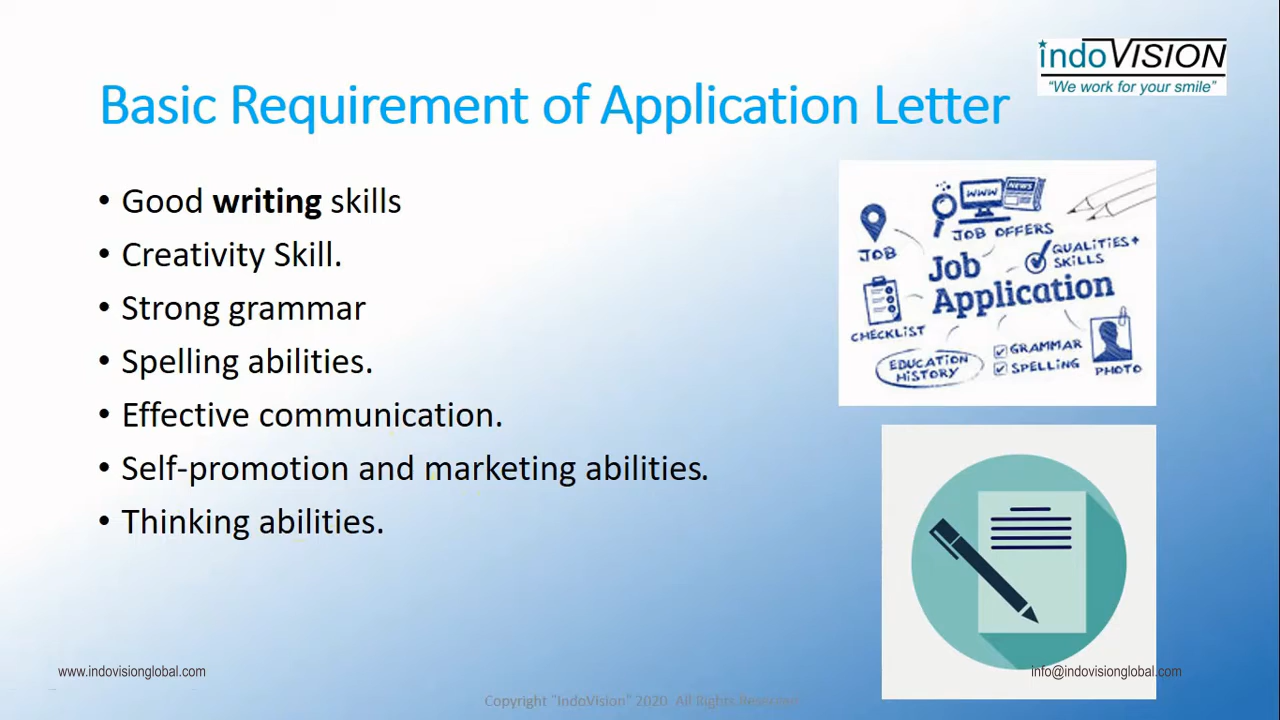 indoVISION
"We work for your smile"
Basic Requirement of Application Letter
• Good writing skills
• Creativity Skill.
• Strong grammar
• Spelling abilities.
• Effective communication.
• Self-promotion and marketing abilities.
• Thinking abilities.
WWW
NEWS
JOB
JOB OFFERS
QUALITIES+
SKILLS
Job
Application
CHECKLIST
EDUCATION
HISTORY
GRAMMAR
SPELLING
PHOTO
www.indovisionglobal.com
info@indovisionglobal.com
Copyright "IndoVision" 2020 All Rights Reserved